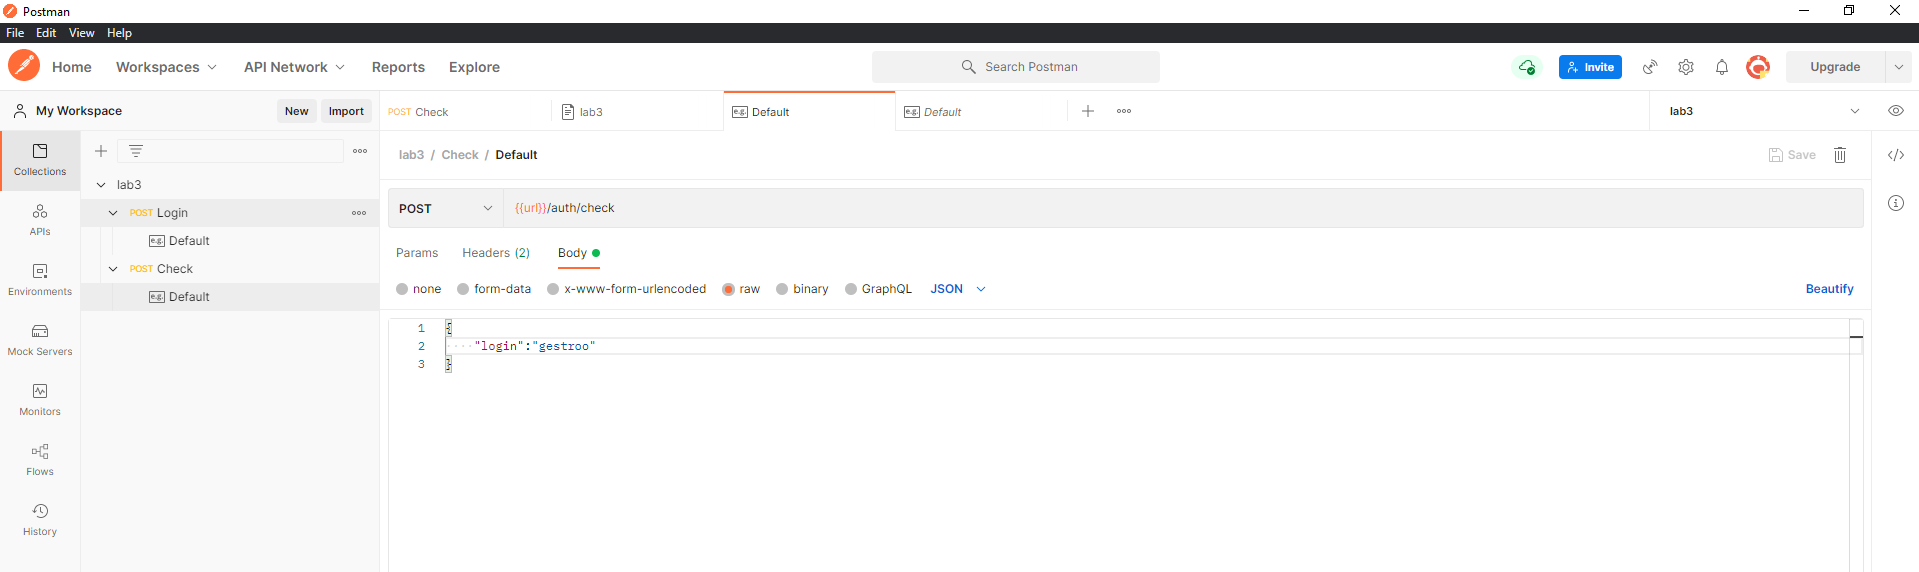 Postman
File Edit View Help
Home Workspaces API Network Reports Explore Search Postman Invite Upgrade
My Workspace New Import POST Check lab3 e.g. Default e.g. Default lab3
lab3 / Check / Default Save
Collections
APIs
Environments
Mock Servers
Monitors
Flows
History
lab3
POST Login
e.g. Default
POST Check
e.g. Default
POST {{url}}/auth/check
Params Headers (2) Body
none form-data x-www-form-urlencoded raw binary GraphQL JSON Beautify
1 {
2 "login":"gestroo"
3 }